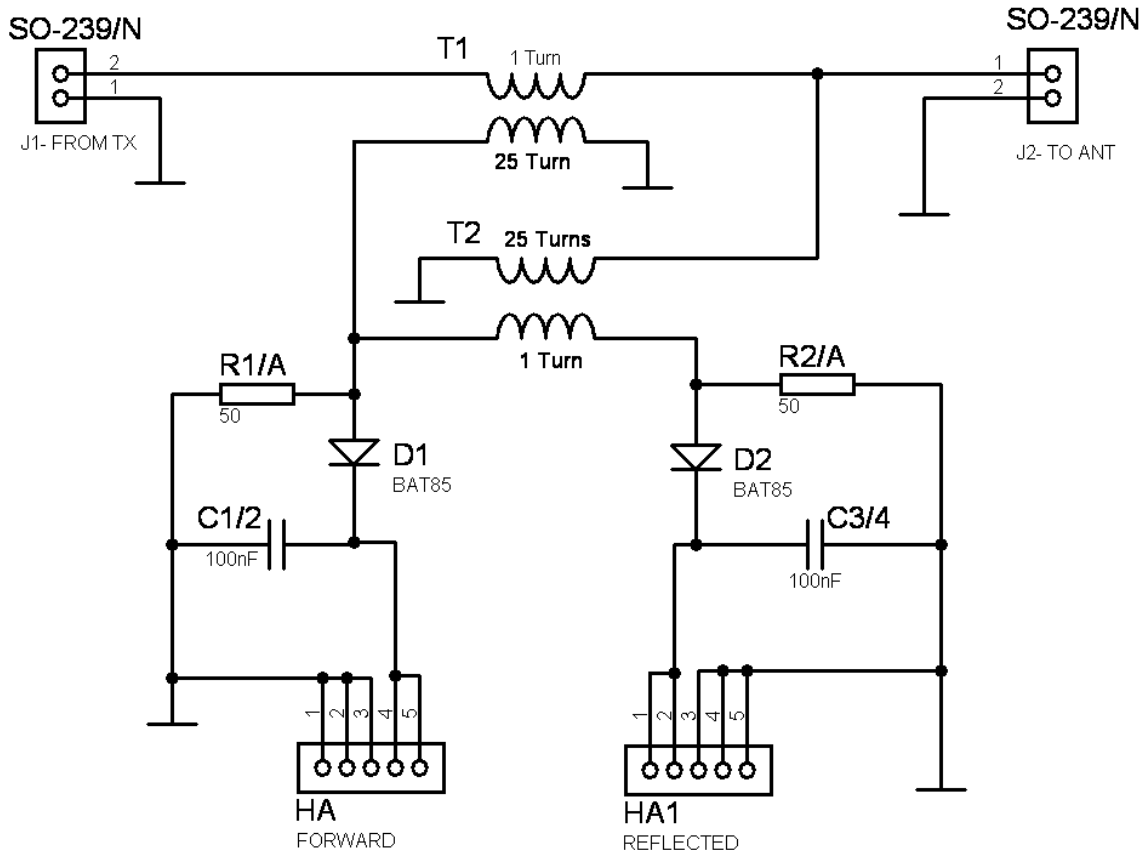 SO-239/N
SO-239/N
T1
1 Turn
2
1
1
2
J1- FROM TX
25 Turn
J2- TO ANT
T2
25 Turns
1 Turn
R1/A
50
R2/A
50
D1
BAT85
D2
BAT85
C1/2
100nF
C3/4
100nF
1
2
3
4
5
1
2
3
4
5
HA
FORWARD
HA1
REFLECTED